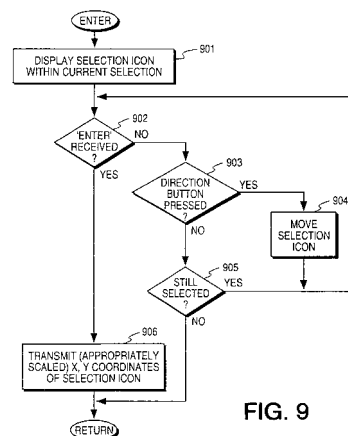 ENTER
901
DISPLAY SELECTION ICON
WITHIN CURRENT SELECTION
902
'ENTER'
RECEIVED
?
NO
YES
903
DIRECTION
BUTTON
PRESSED
?
YES
NO
904
MOVE
SELECTION
ICON
905
STILL
SELECTED
?
YES
NO
906
TRANSMIT (APPROPRIATELY
SCALED) X, Y COORDINATES
OF SELECTION ICON
RETURN
FIG. 9